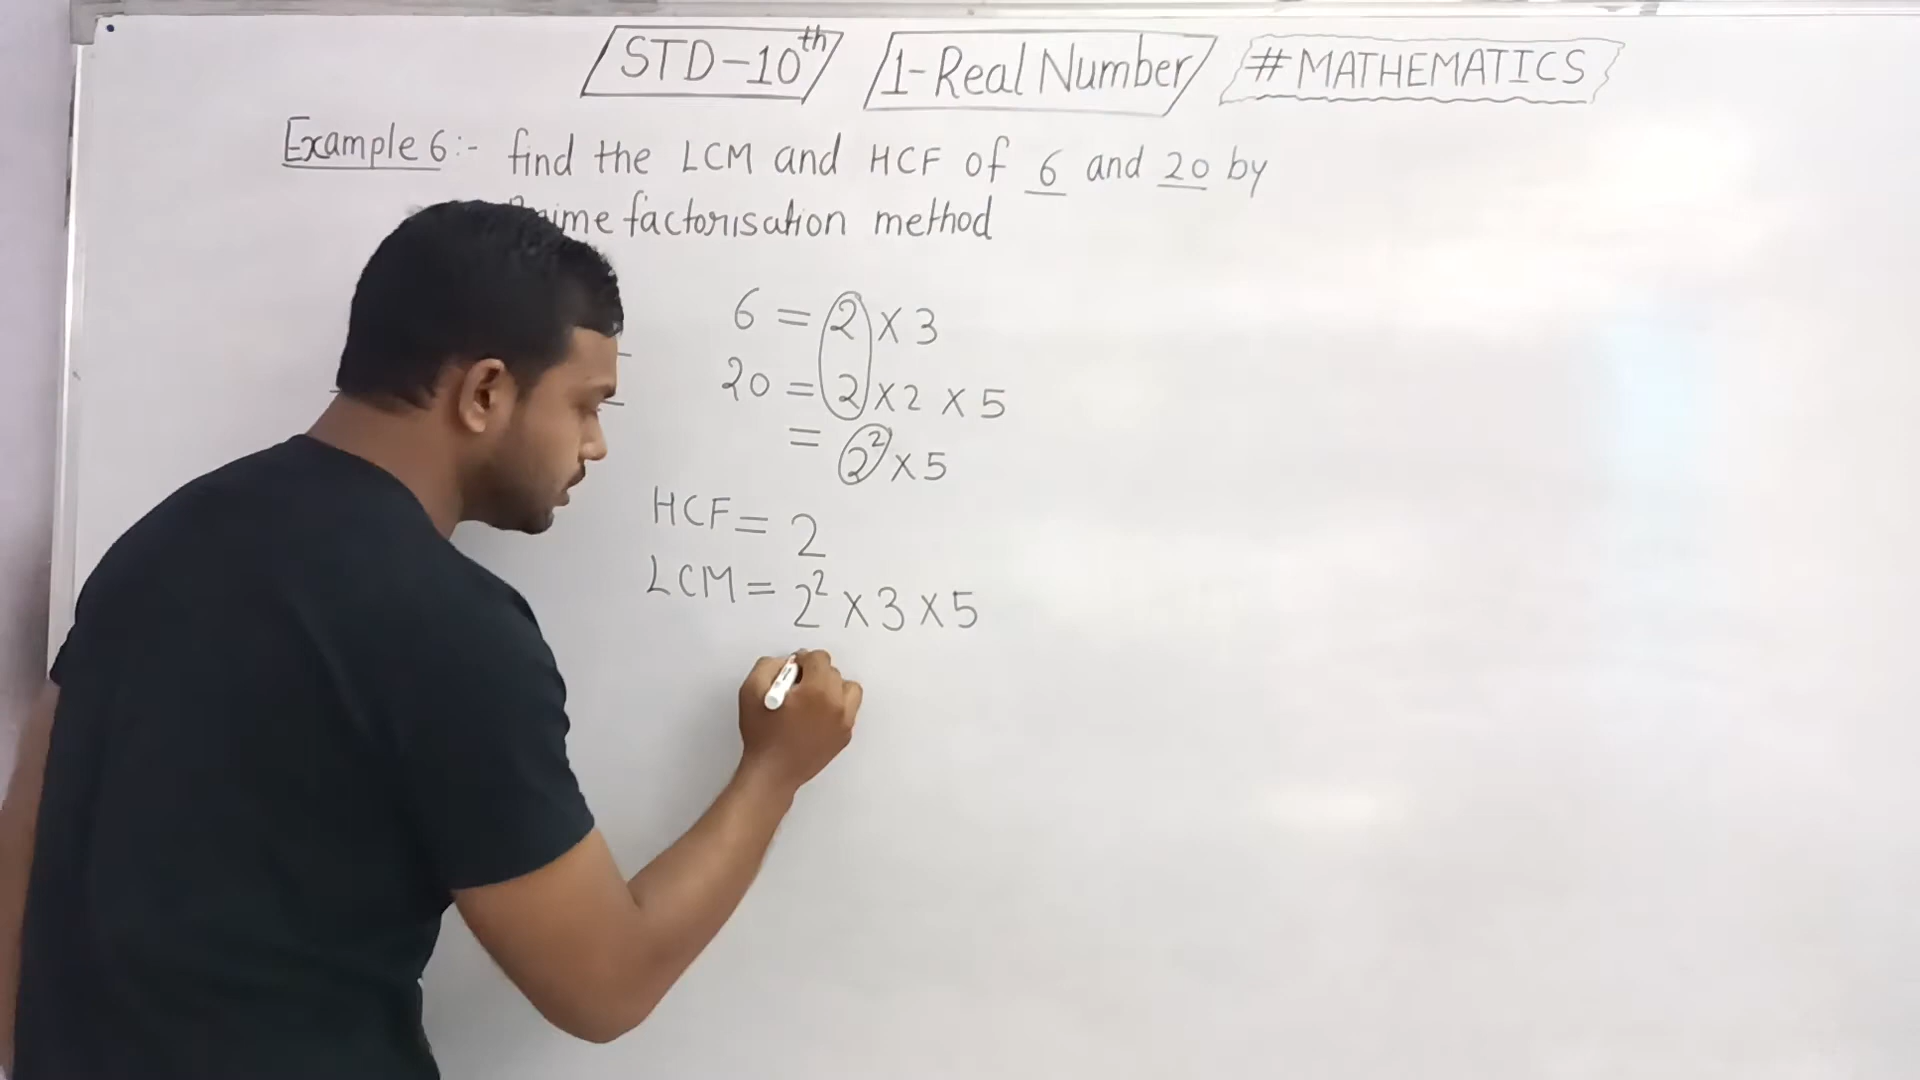 STD-10th 1-Real Number #MATHEMATICS
Example 6:- find the LCM and HCF of 6 and 20 by
Prime factorisation method
6 = 2 X 3
20 = 2 X 2 X 5
= 2² X 5
HCF = 2
LCM = 2² X 3 X 5